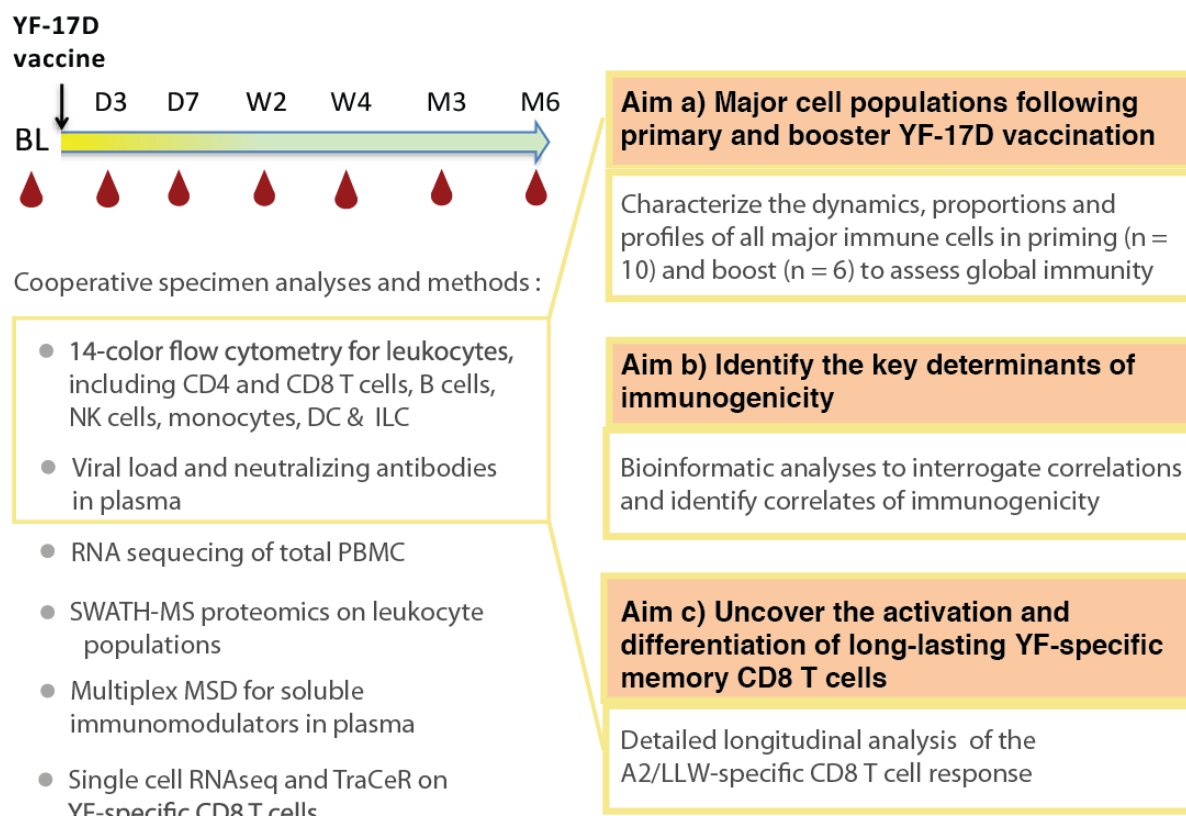 YF-17D
vaccine
D3 D7 W2 W4 M3 M6
BL
Cooperative specimen analyses and methods :
14-color flow cytometry for leukocytes,
including CD4 and CD8 T cells, B cells,
NK cells, monocytes, DC & ILC
Viral load and neutralizing antibodies
in plasma
RNA sequecing of total PBMC
SWATH-MS proteomics on leukocyte
populations
Multiplex MSD for soluble
immunomodulators in plasma
Single cell RNAseq and TraCeR on
YF-specific CD8 T cells
Aim a) Major cell populations following
primary and booster YF-17D vaccination
Characterize the dynamics, proportions and
profiles of all major immune cells in priming (n =
10) and boost (n = 6) to assess global immunity
Aim b) Identify the key determinants of
immunogenicity
Bioinformatic analyses to interrogate correlations
and identify correlates of immunogenicity
Aim c) Uncover the activation and
differentiation of long-lasting YF-specific
memory CD8 T cells
Detailed longitudinal analysis of the
A2/LLW-specific CD8 T cell response